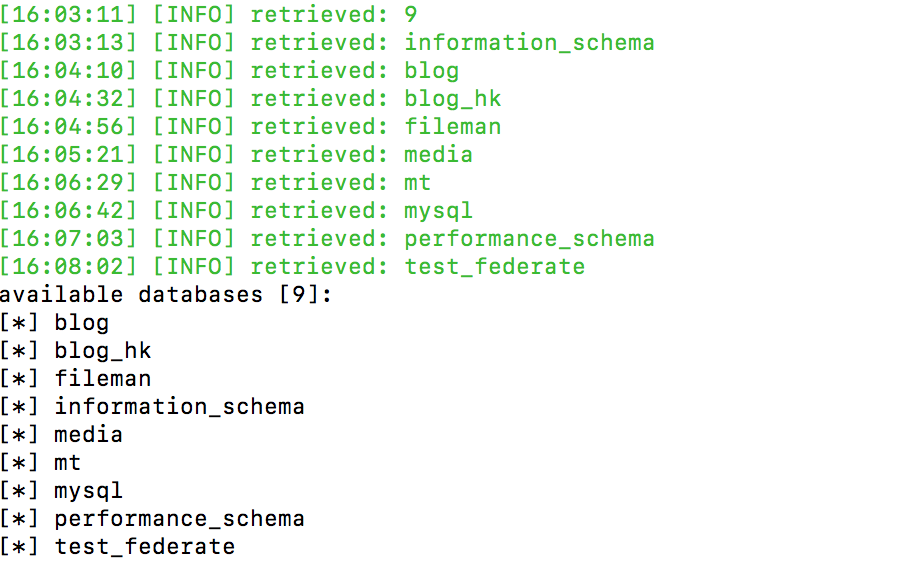 [16:03:11] [INFO] retrieved: 9
[16:03:13] [INFO] retrieved: information_schema
[16:04:10] [INFO] retrieved: blog
[16:04:32] [INFO] retrieved: blog_hk
[16:04:56] [INFO] retrieved: fileman
[16:05:21] [INFO] retrieved: media
[16:06:29] [INFO] retrieved: mt
[16:06:42] [INFO] retrieved: mysql
[16:07:03] [INFO] retrieved: performance_schema
[16:08:02] [INFO] retrieved: test_federate
available databases [9]:
[*] blog
[*] blog_hk
[*] fileman
[*] information_schema
[*] media
[*] mt
[*] mysql
[*] performance_schema
[*] test_federate